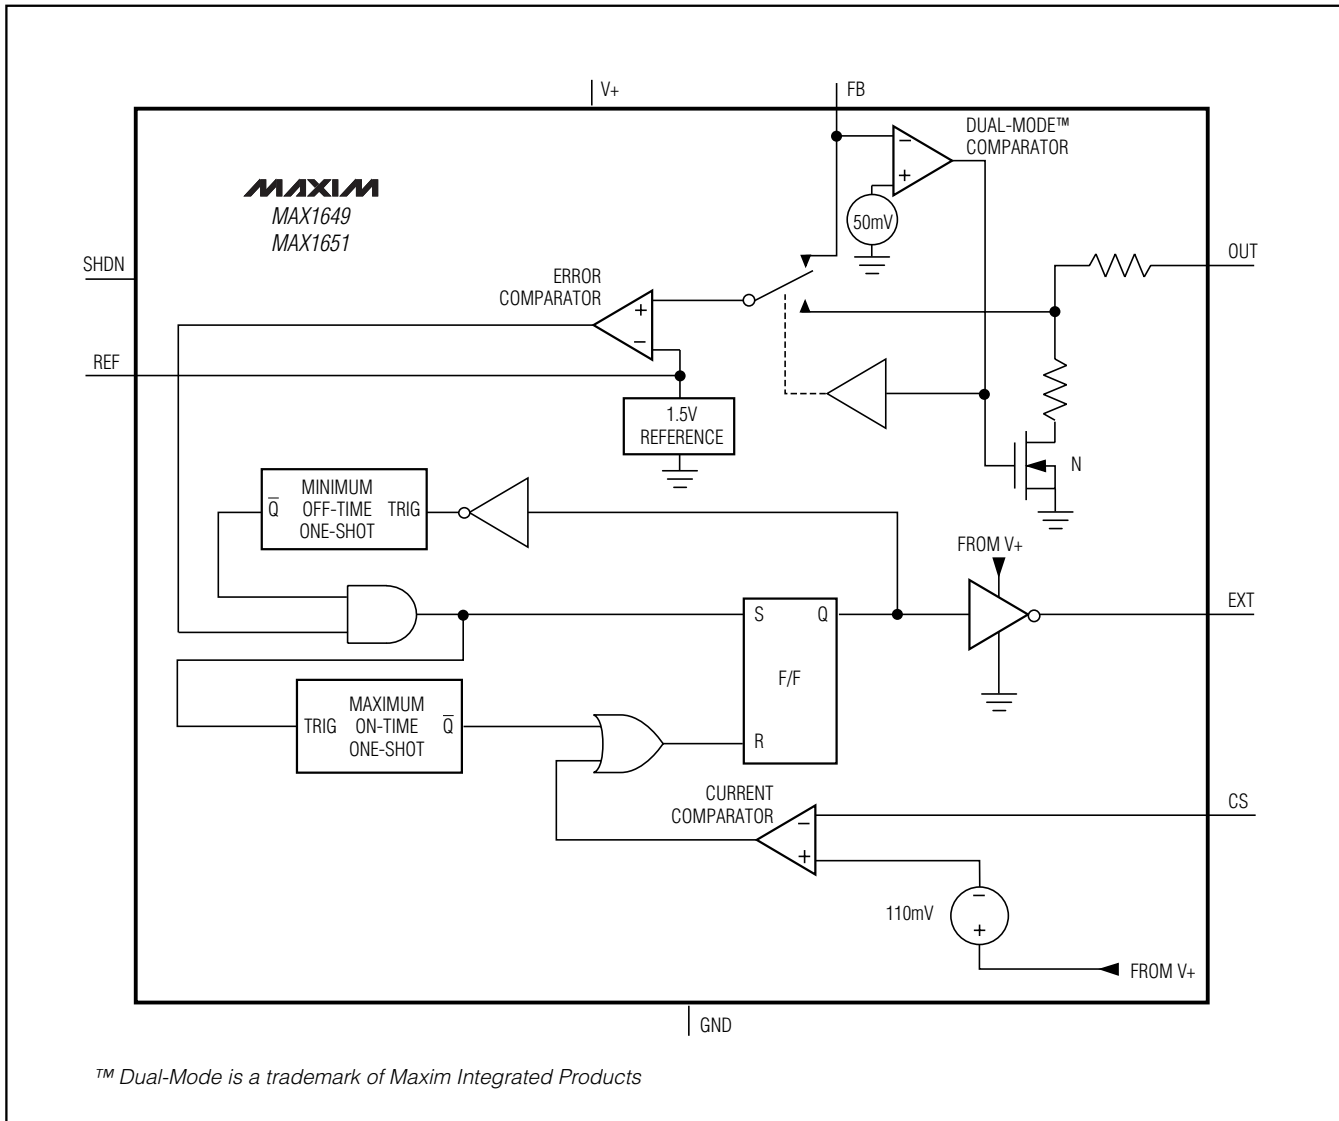 V+
FB
DUAL-MODE™
COMPARATOR
−
+
50mV
MAXIM
MAX1649
MAX1651
SHDN
OUT
ERROR
COMPARATOR
+
−
REF
1.5V
REFERENCE
N
MINIMUM
Q̅ OFF-TIME TRIG
ONE-SHOT
FROM V+
EXT
S Q
F/F
R
MAXIMUM
TRIG ON-TIME Q̅
ONE-SHOT
CURRENT
COMPARATOR
−
+
CS
110mV
−
+
FROM V+
GND
™ Dual-Mode is a trademark of Maxim Integrated Products